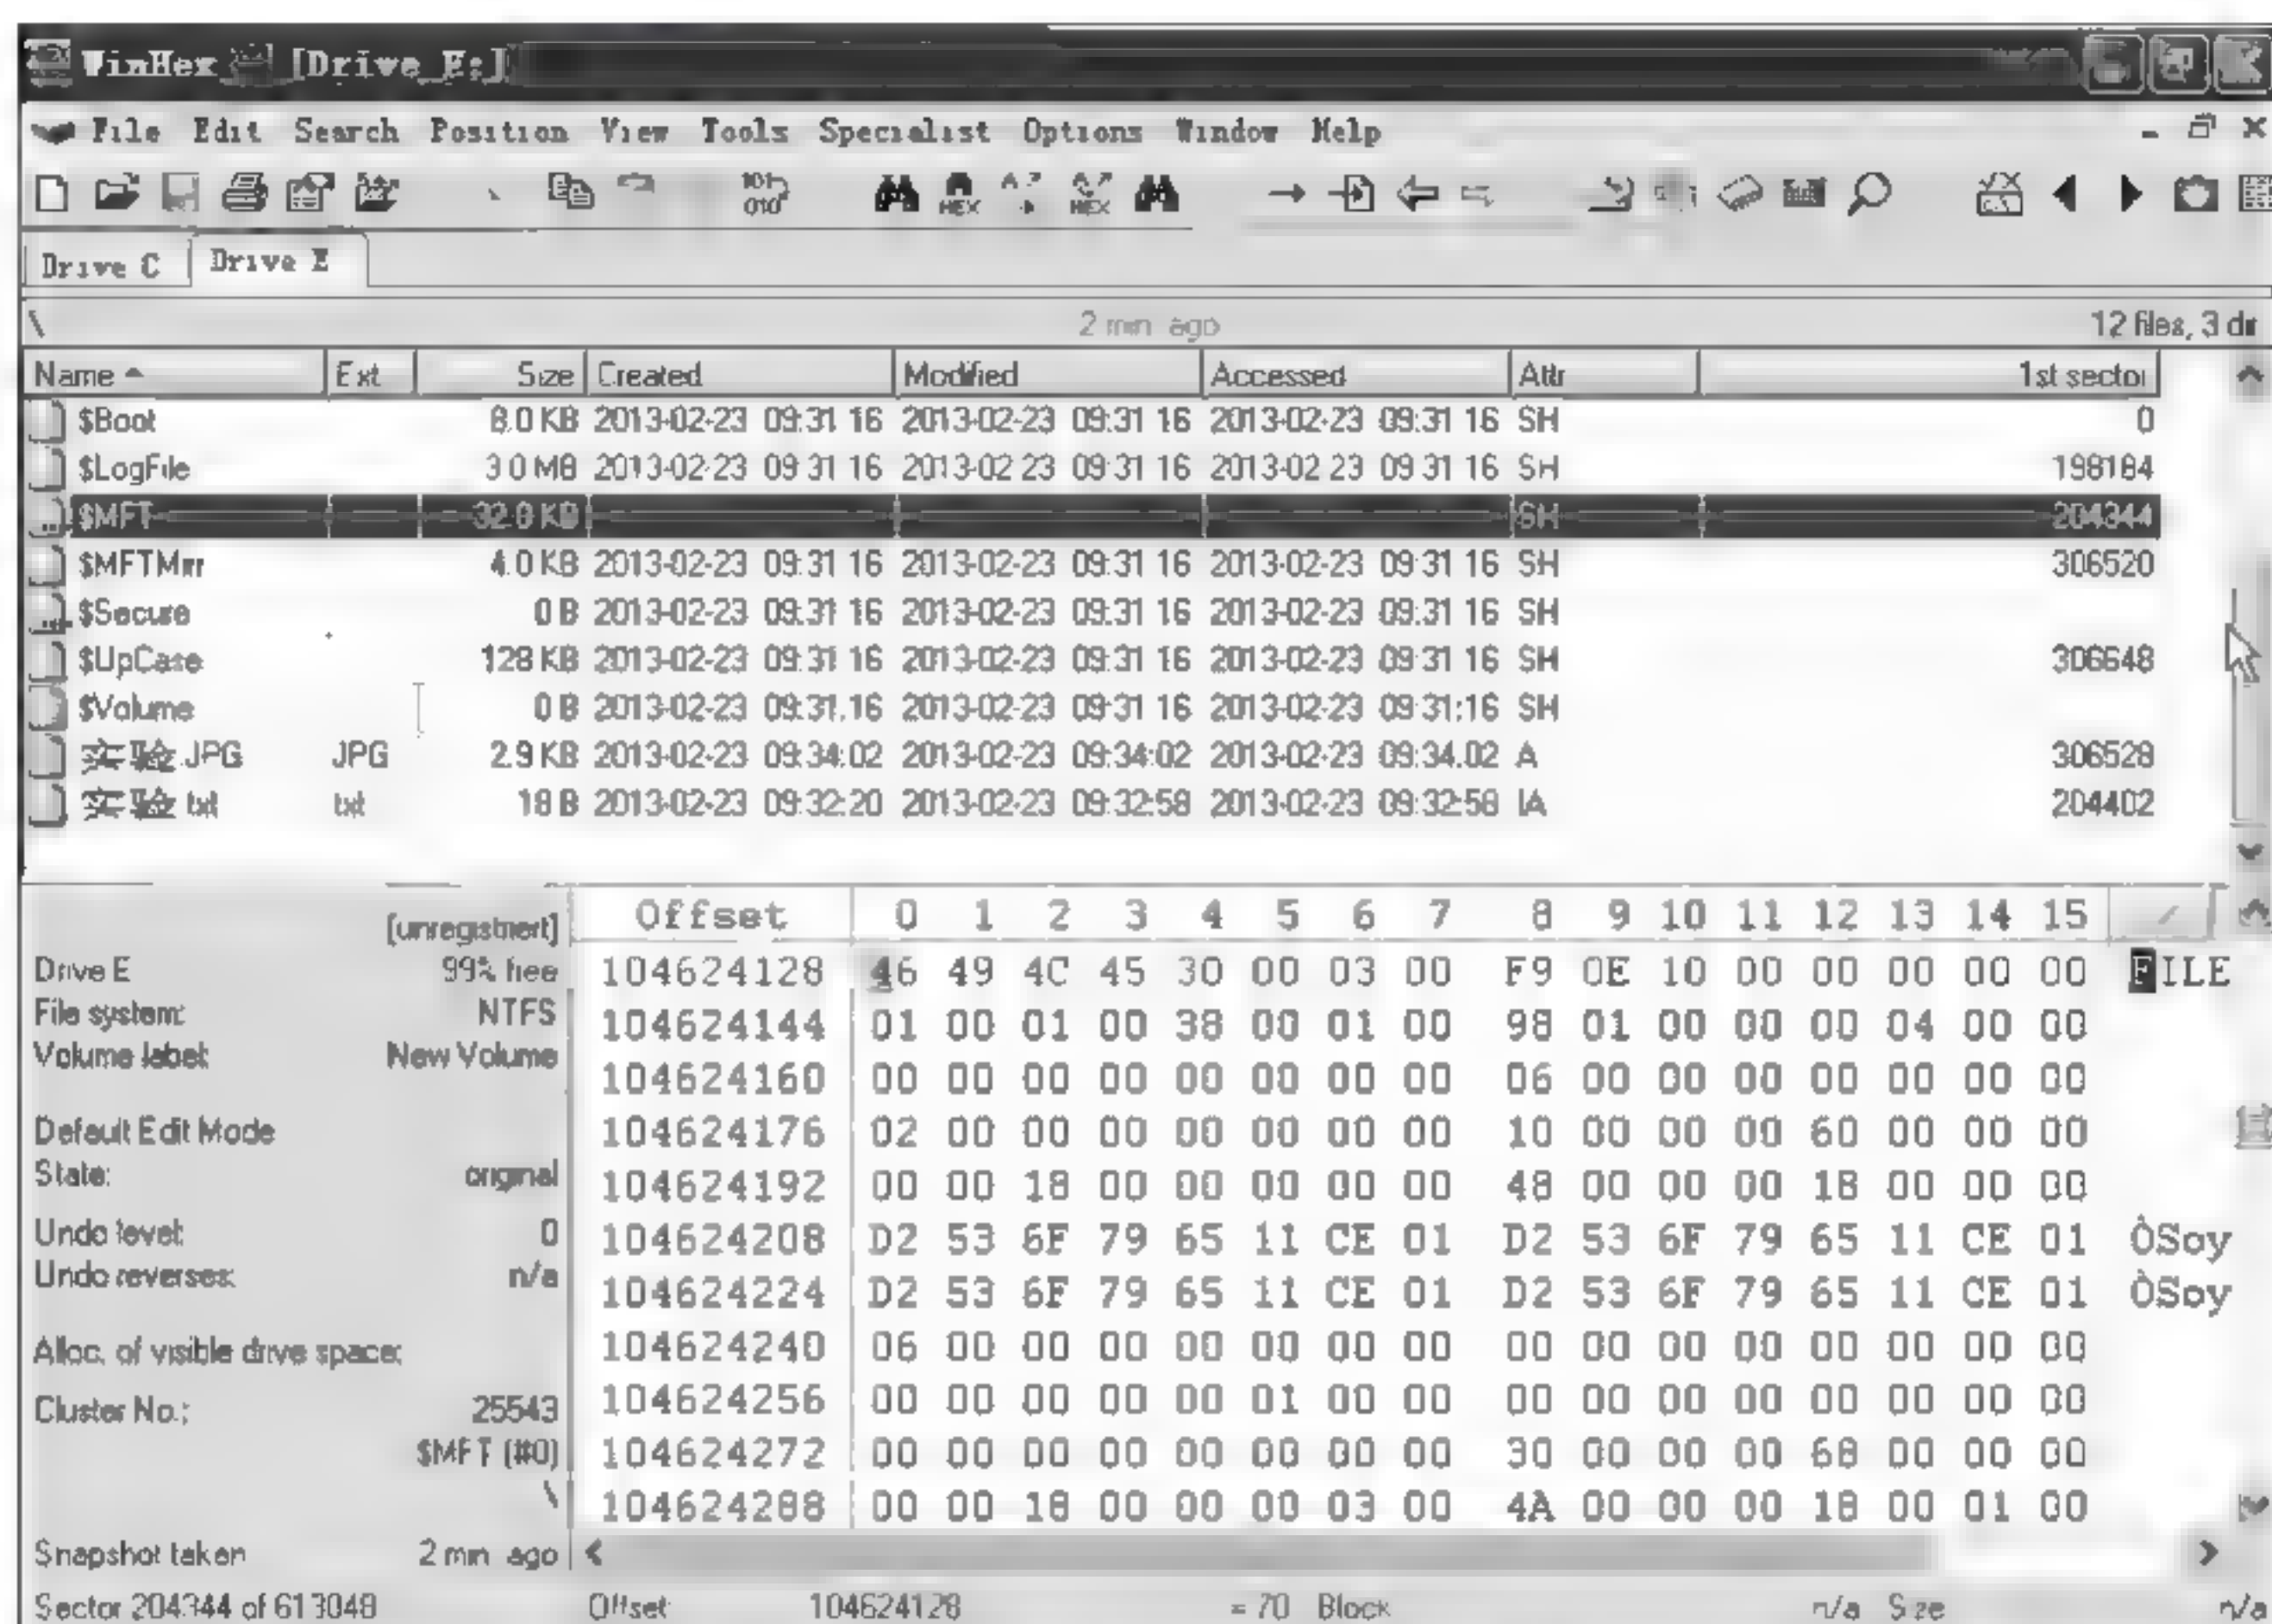 WinHex [Drive E:]
File Edit Search Position View Tools Specialist Options Window Help
Drive C Drive E
\ 2 min ago 12 files, 3 dir
Name Ext Size Created Modified Accessed Attr 1st sector
$Boot 8.0 KB 2013-02-23 09:31:16 2013-02-23 09:31:16 2013-02-23 09:31:16 SH 0
$LogFile 3.0 MB 2013-02-23 09:31:16 2013-02-23 09:31:16 2013-02-23 09:31:16 SH 198184
$MFT 32.0 KB SH 204344
$MFTMirr 4.0 KB 2013-02-23 09:31:16 2013-02-23 09:31:16 2013-02-23 09:31:16 SH 306520
$Secure 0 B 2013-02-23 09:31:16 2013-02-23 09:31:16 2013-02-23 09:31:16 SH
$UpCase 128 KB 2013-02-23 09:31:16 2013-02-23 09:31:16 2013-02-23 09:31:16 SH 306648
$Volume 0 B 2013-02-23 09:31:16 2013-02-23 09:31:16 2013-02-23 09:31:16 SH
实验.JPG JPG 2.9 KB 2013-02-23 09:34:02 2013-02-23 09:34:02 2013-02-23 09:34:02 A 306528
实验.txt txt 18 B 2013-02-23 09:32:20 2013-02-23 09:32:58 2013-02-23 09:32:58 IA 204402
[unregistriert]
Drive E 99% free
File system: NTFS
Volume label: New Volume
Default Edit Mode
State: original
Undo level: 0
Undo reverses: n/a
Alloc. of visible drive space:
Cluster No.: 25543
$MFT (#0)
\
Snapshot taken 2 min ago
Offset 0 1 2 3 4 5 6 7 8 9 10 11 12 13 14 15
104624128 46 49 4C 45 30 00 03 00 F9 0E 10 00 00 00 00 00 FILE
104624144 01 00 01 00 38 00 01 00 98 01 00 00 00 04 00 00
104624160 00 00 00 00 00 00 00 00 06 00 00 00 00 00 00 00
104624176 02 00 00 00 00 00 00 00 10 00 00 00 60 00 00 00
104624192 00 00 18 00 00 00 00 00 48 00 00 00 18 00 00 00
104624208 D2 53 6F 79 65 11 CE 01 D2 53 6F 79 65 11 CE 01 ÒSoy
104624224 D2 53 6F 79 65 11 CE 01 D2 53 6F 79 65 11 CE 01 ÒSoy
104624240 06 00 00 00 00 00 00 00 00 00 00 00 00 00 00 00
104624256 00 00 00 00 00 01 00 00 00 00 00 00 00 00 00 00
104624272 00 00 00 00 00 00 00 00 30 00 00 00 68 00 00 00
104624288 00 00 18 00 00 00 03 00 4A 00 00 00 18 00 01 00
Sector 204344 of 613048 Offset: 104624128 = 70 Block n/a Size n/a